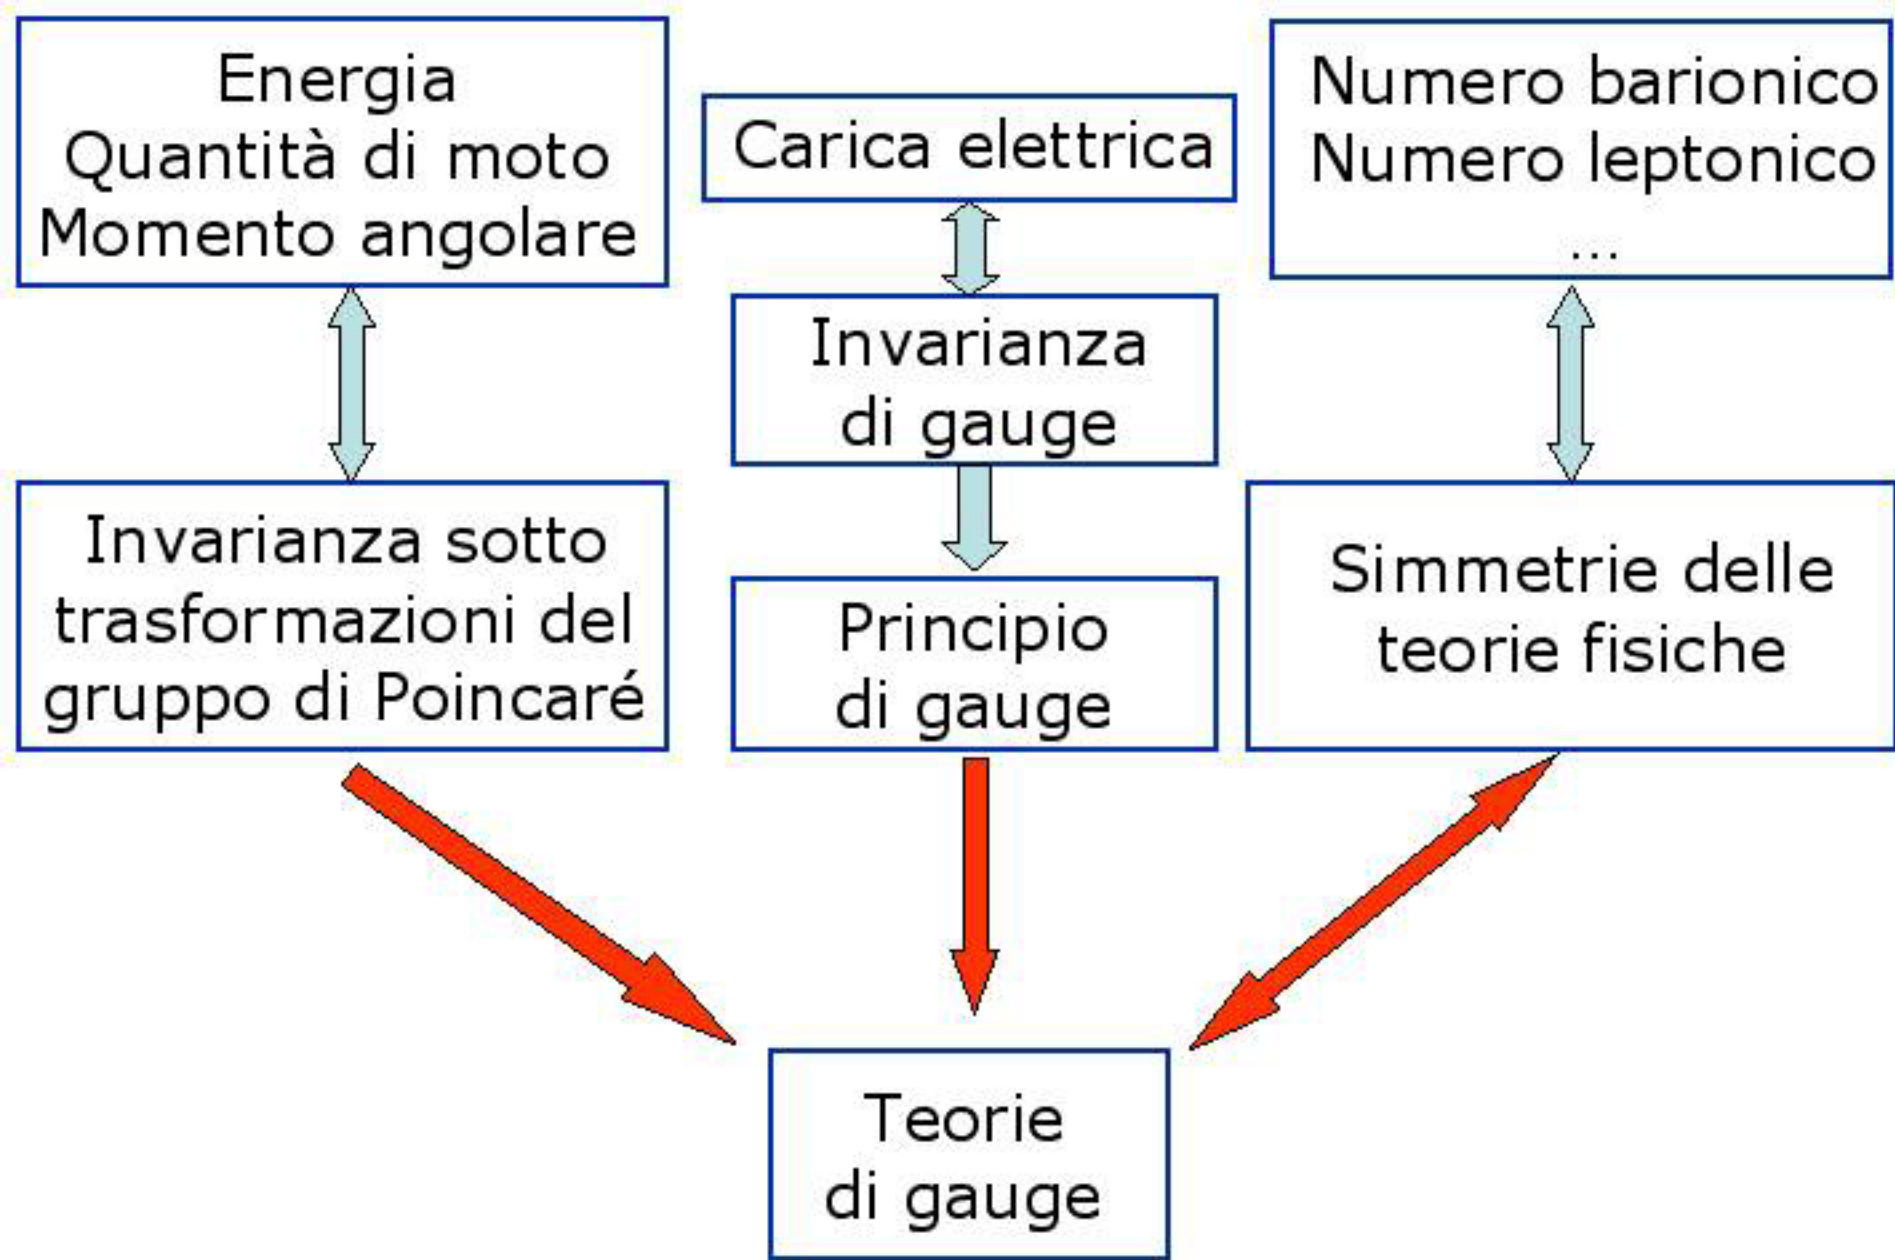 Energia
Quantità di moto
Momento angolare
Carica elettrica
Numero barionico
Numero leptonico
...
Invarianza
di gauge
Invarianza sotto
trasformazioni del
gruppo di Poincaré
Principio
di gauge
Simmetrie delle
teorie fisiche
Teorie
di gauge